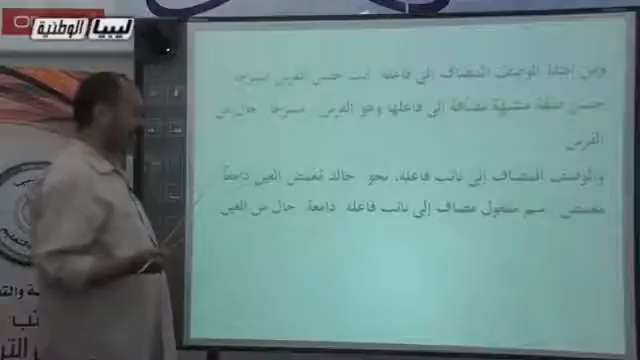 ليبيا الوطنية
ومن امثلة الوصف المضاف إلى فاعله: انت حسن الفرس مسرجا
حسن صفة مشبهة مضافة إلى فاعلها وهو الفرس مسرجا حال من
الفرس
والوصف المضاف إلى نائب فاعله، نحو خالد مغمض العين دامعة
مغمض اسم مفعول مضاف إلى نائب فاعله دامعة حال من العين